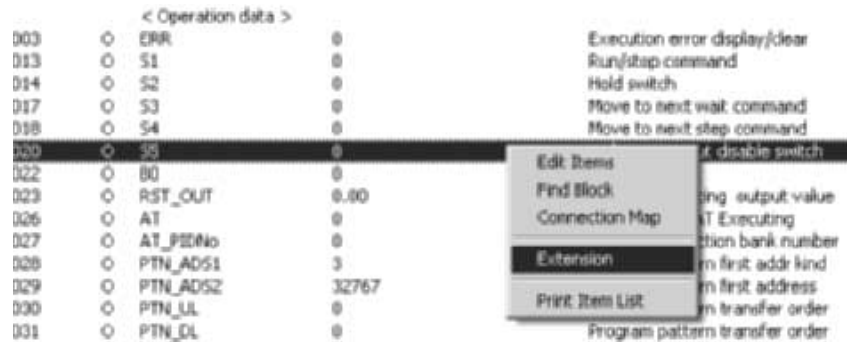 < Operation data >
003 ERR 0 Execution error display/clear
013 S1 0 Run/stop command
014 S2 0 Hold switch
017 S3 0 Move to next wait command
018 S4 0 Move to next step command
020 S5 0 disable switch
022 B0 0
023 RST_OUT 0.00 output value
026 AT 0 Executing
027 AT_PIDNo 0 bank number
028 PTN_ADS1 3 first addr kind
029 PTN_ADS2 32767 first address
030 PTN_UL 0 transfer order
031 PTN_DL 0 Program pattern transfer order
Edit Items
Find Block
Connection Map
Extension
Print Item List